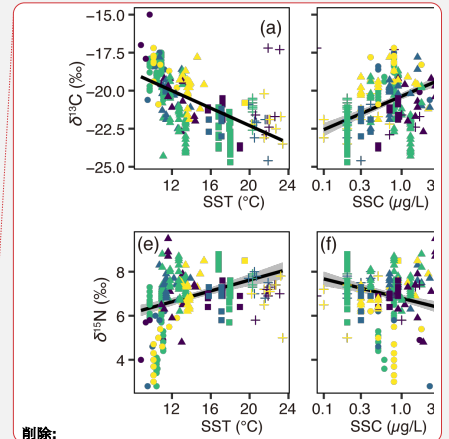 (a)
δ¹³C (‰)
−15.0
−17.5
−20.0
−22.5
−25.0
12 16 20 24
SST (°C)
0.1 0.3 1.0 3
SSC (µg/L)
(e) (f)
δ¹⁵N (‰)
8
6
4
12 16 20 24
SST (°C)
0.1 0.3 1.0 3
SSC (µg/L)
削除: